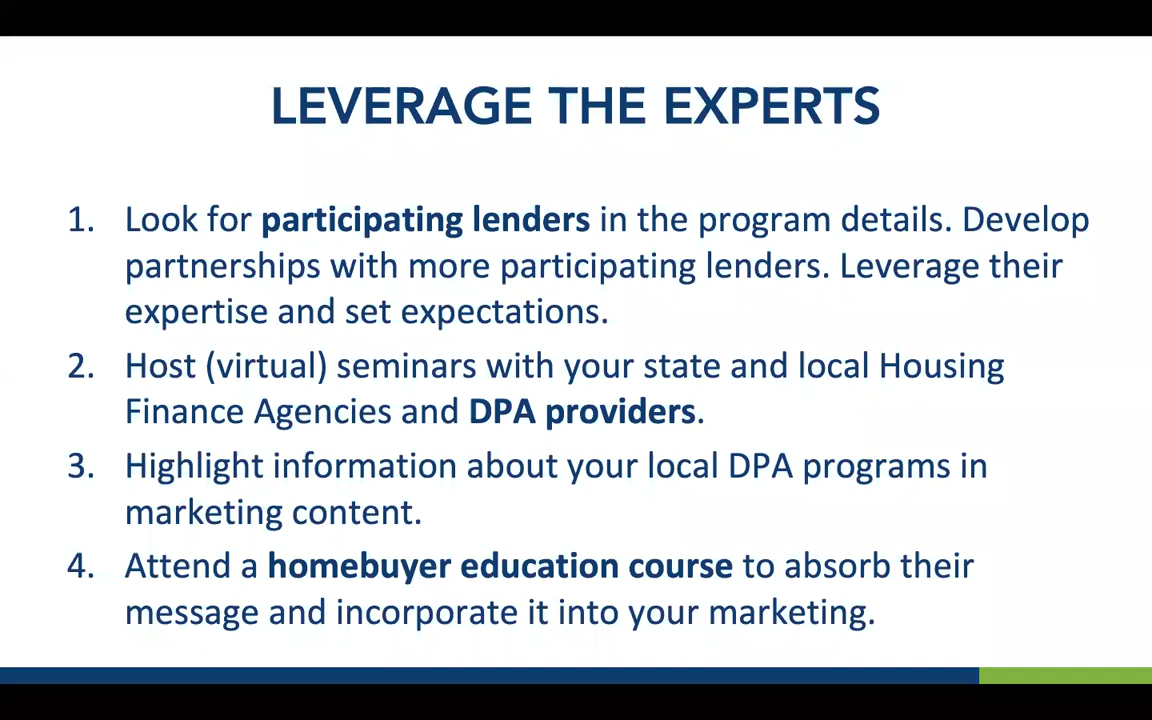 LEVERAGE THE EXPERTS
1. Look for participating lenders in the program details. Develop
partnerships with more participating lenders. Leverage their
expertise and set expectations.
2. Host (virtual) seminars with your state and local Housing
Finance Agencies and DPA providers.
3. Highlight information about your local DPA programs in
marketing content.
4. Attend a homebuyer education course to absorb their
message and incorporate it into your marketing.